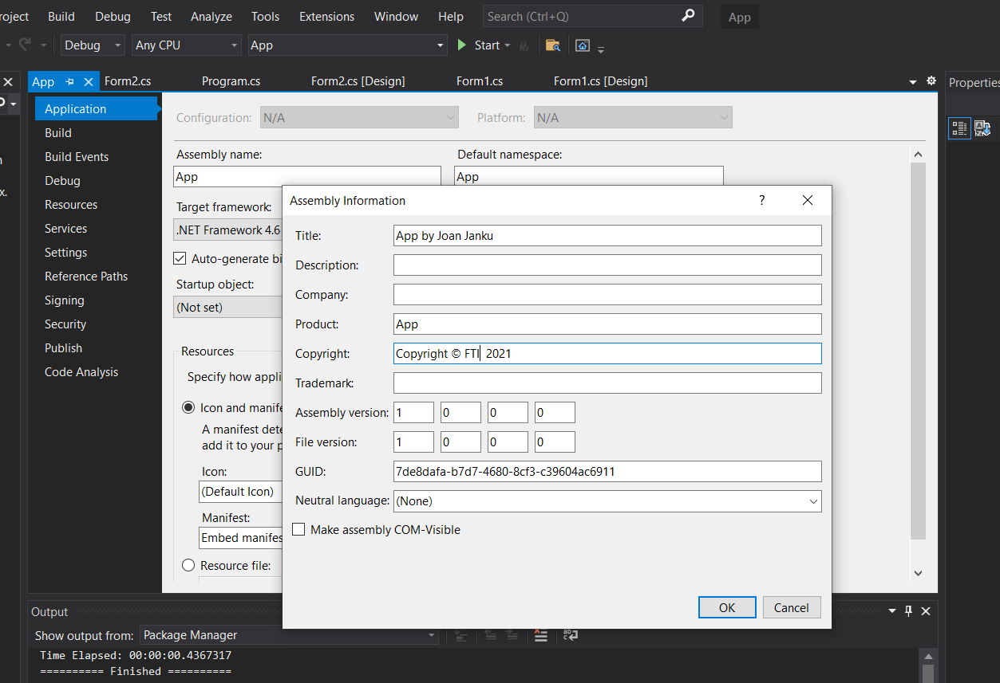 roject Build Debug Test Analyze Tools Extensions Window Help Search (Ctrl+Q) App
Debug Any CPU App Start
App Form2.cs Program.cs Form2.cs [Design] Form1.cs Form1.cs [Design] Properties
Application
Build
Build Events
Debug
Resources
Services
Settings
Reference Paths
Signing
Security
Publish
Code Analysis
Configuration: N/A Platform: N/A
Assembly name: Default namespace:
App App
Target framework:
.NET Framework 4.6
Auto-generate bi
Startup object:
(Not set)
Resources
Specify how appli
Icon and manife
A manifest dete
add it to your p
Icon:
(Default Icon)
Manifest:
Embed manifes
Resource file:
Assembly Information ?
Title: App by Joan Janku
Description:
Company:
Product: App
Copyright: Copyright © FTI 2021
Trademark:
Assembly version: 1 0 0 0
File version: 1 0 0 0
GUID: 7de8dafa-b7d7-4680-8cf3-c39604ac6911
Neutral language: (None)
Make assembly COM-Visible
OK Cancel
Output
Show output from: Package Manager
Time Elapsed: 00:00:00.4367317
========== Finished ==========